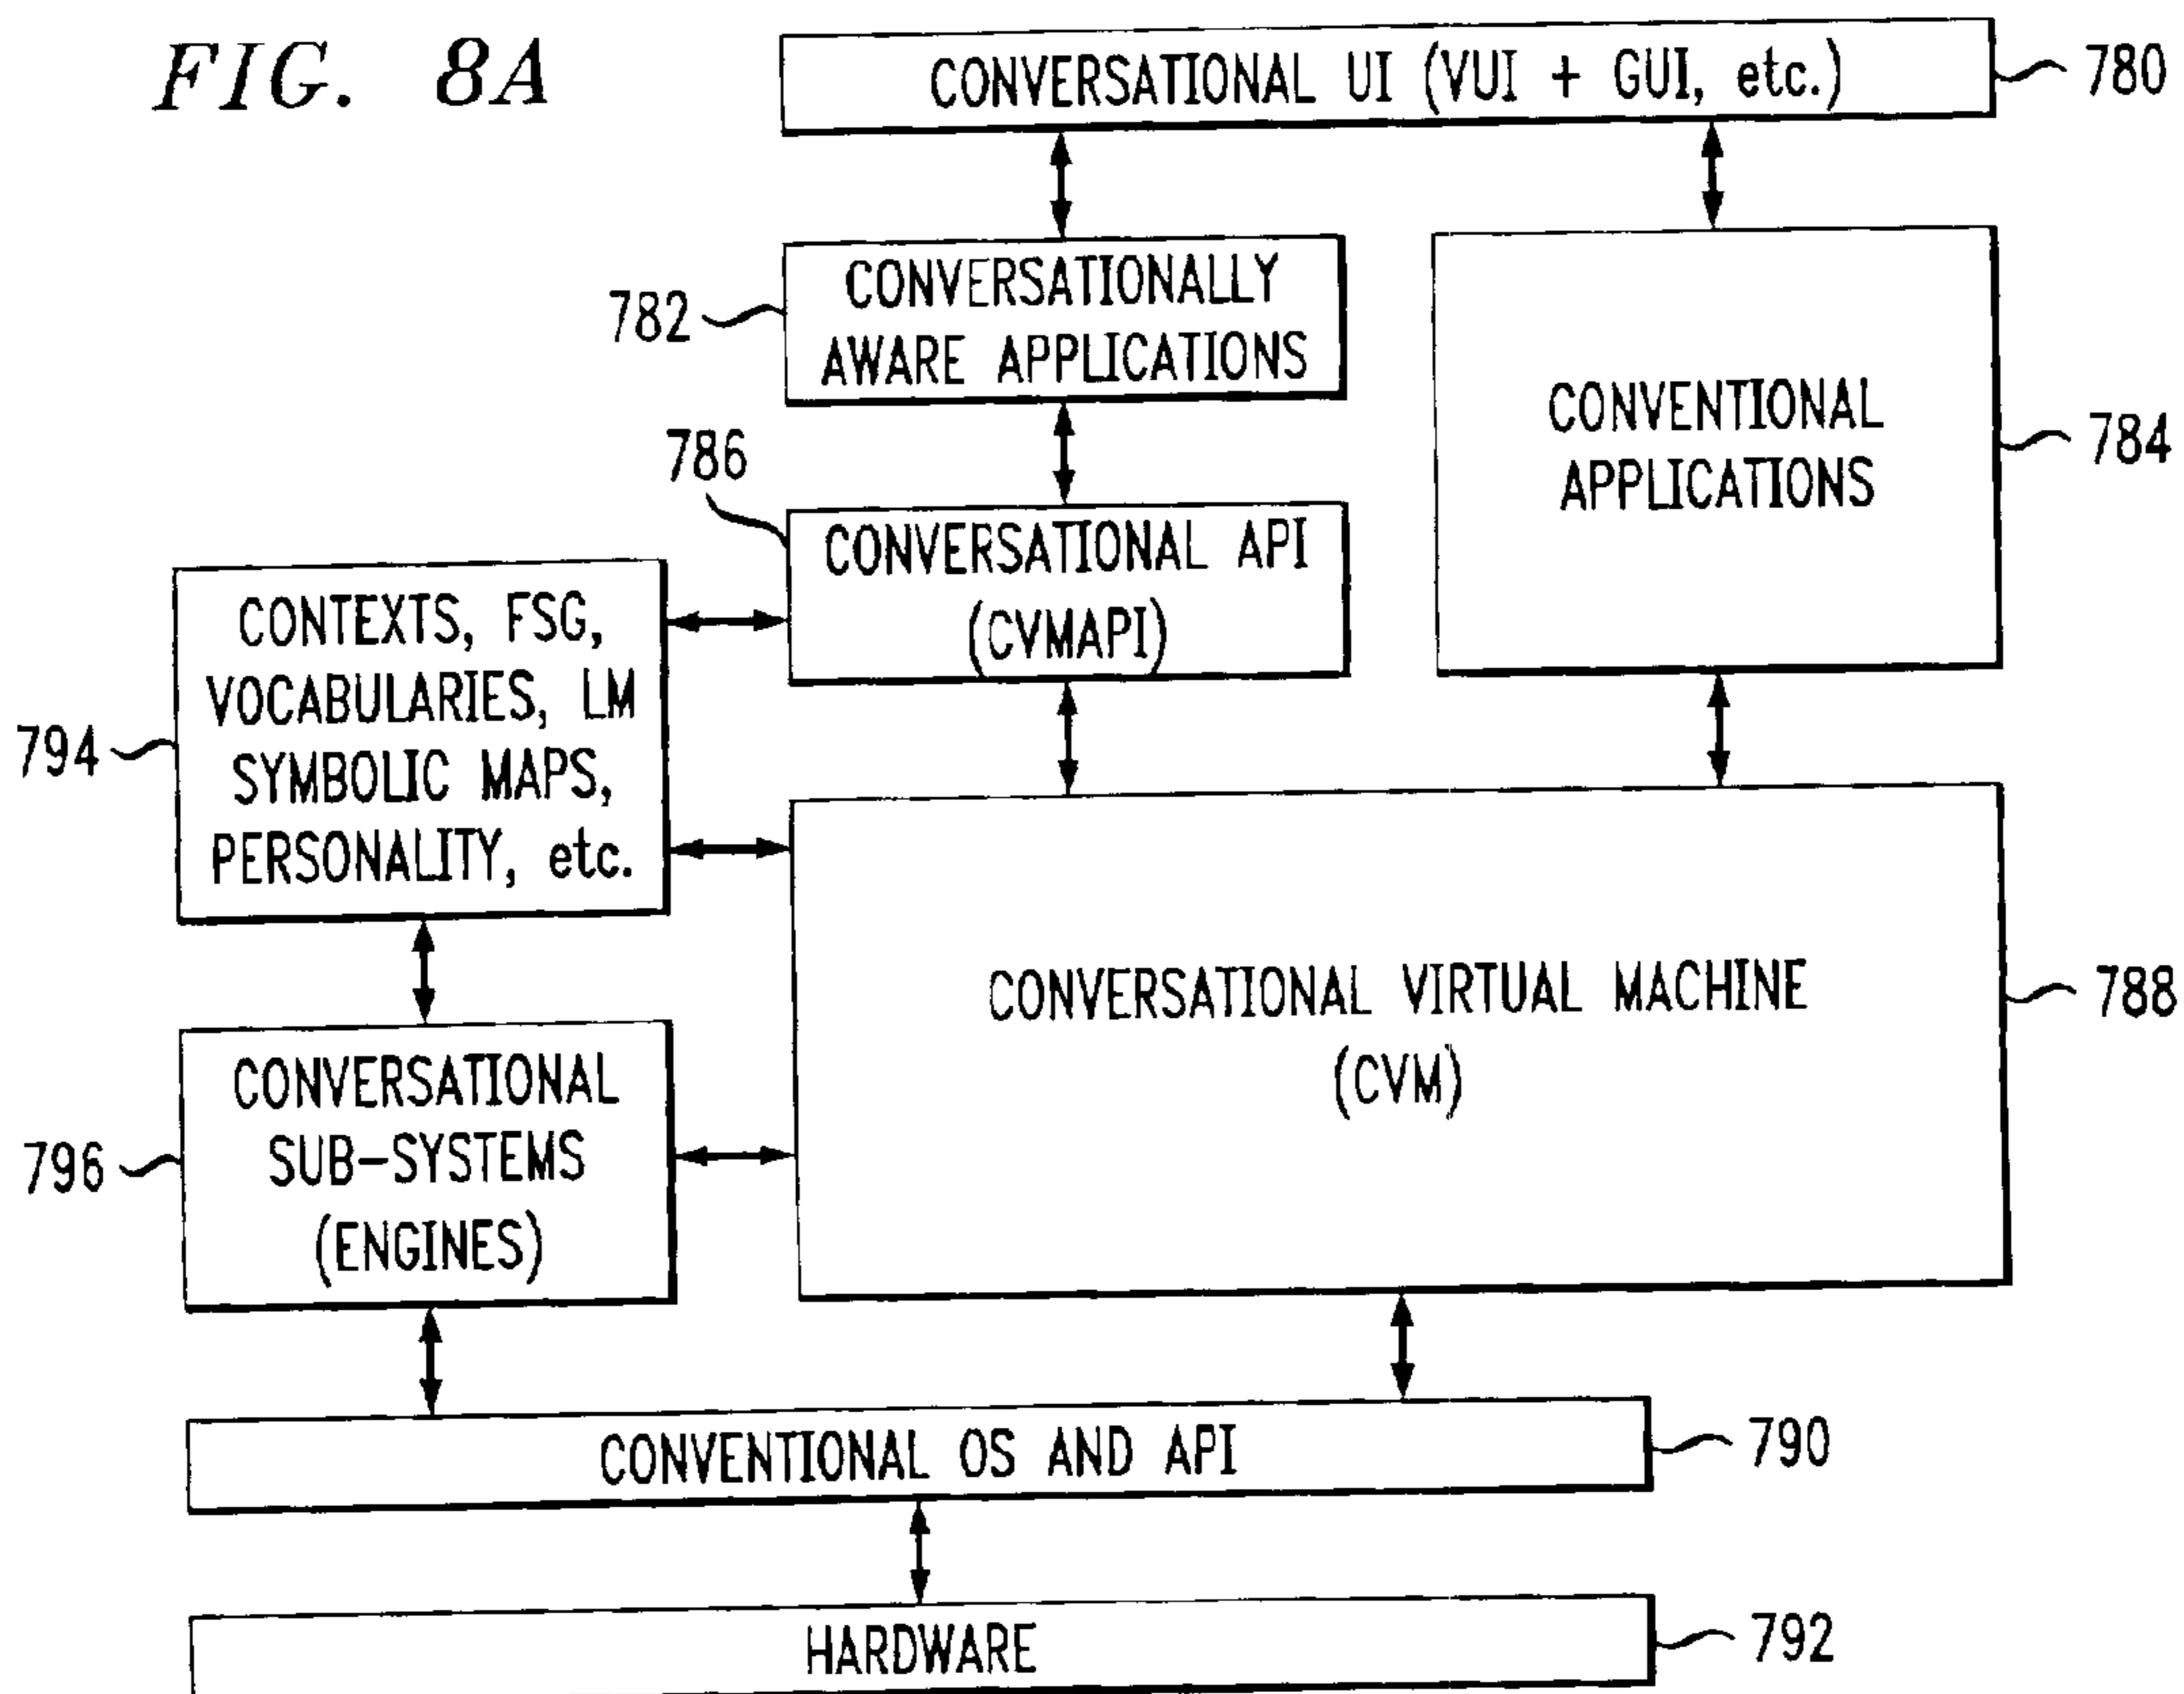 FIG. 8A
CONVERSATIONAL UI (VUI + GUI, etc.)
780
CONVERSATIONALLY
AWARE APPLICATIONS
782
CONVENTIONAL
APPLICATIONS
784
786
CONVERSATIONAL API
(CVMAPI)
CONTEXTS, FSG,
VOCABULARIES, LM
SYMBOLIC MAPS,
PERSONALITY, etc.
794
CONVERSATIONAL VIRTUAL MACHINE
(CVM)
788
CONVERSATIONAL
SUB-SYSTEMS
(ENGINES)
796
CONVENTIONAL OS AND API
790
HARDWARE
792